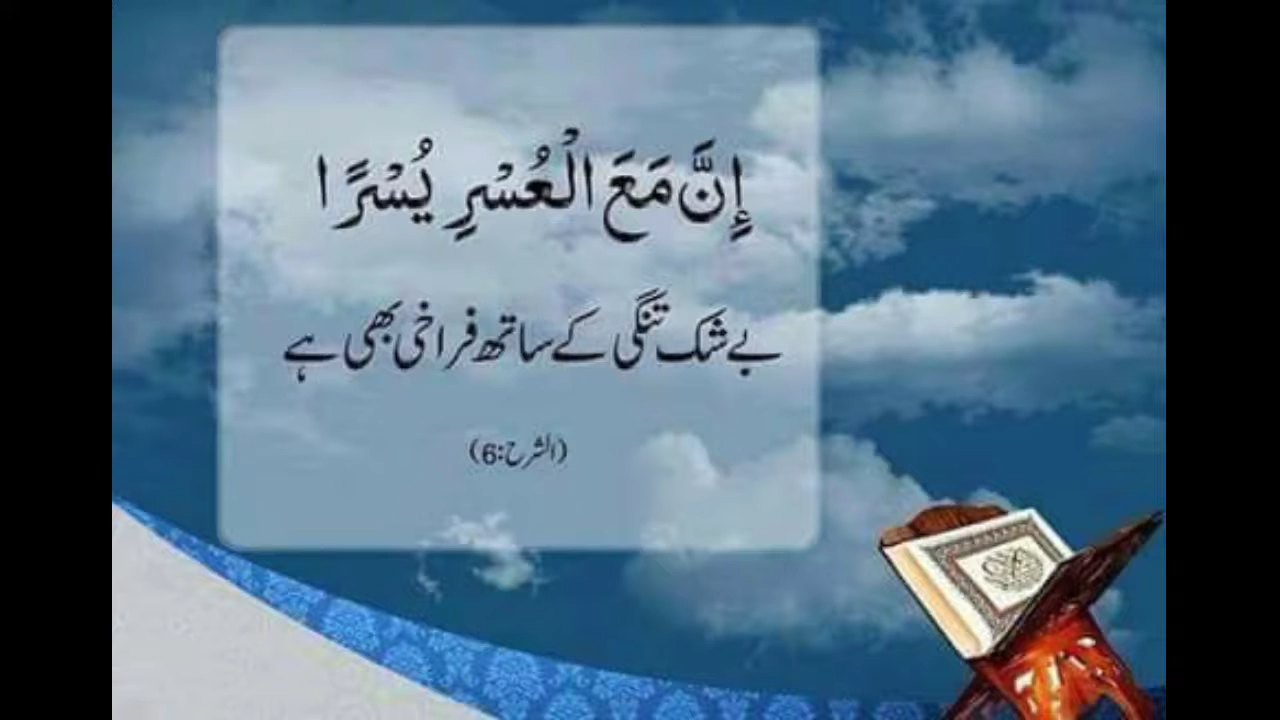 إِنَّ مَعَ الْعُسْرِ يُسْرًا
بے شک تنگی کے ساتھ فراخی بھی ہے
(الشرح:6)